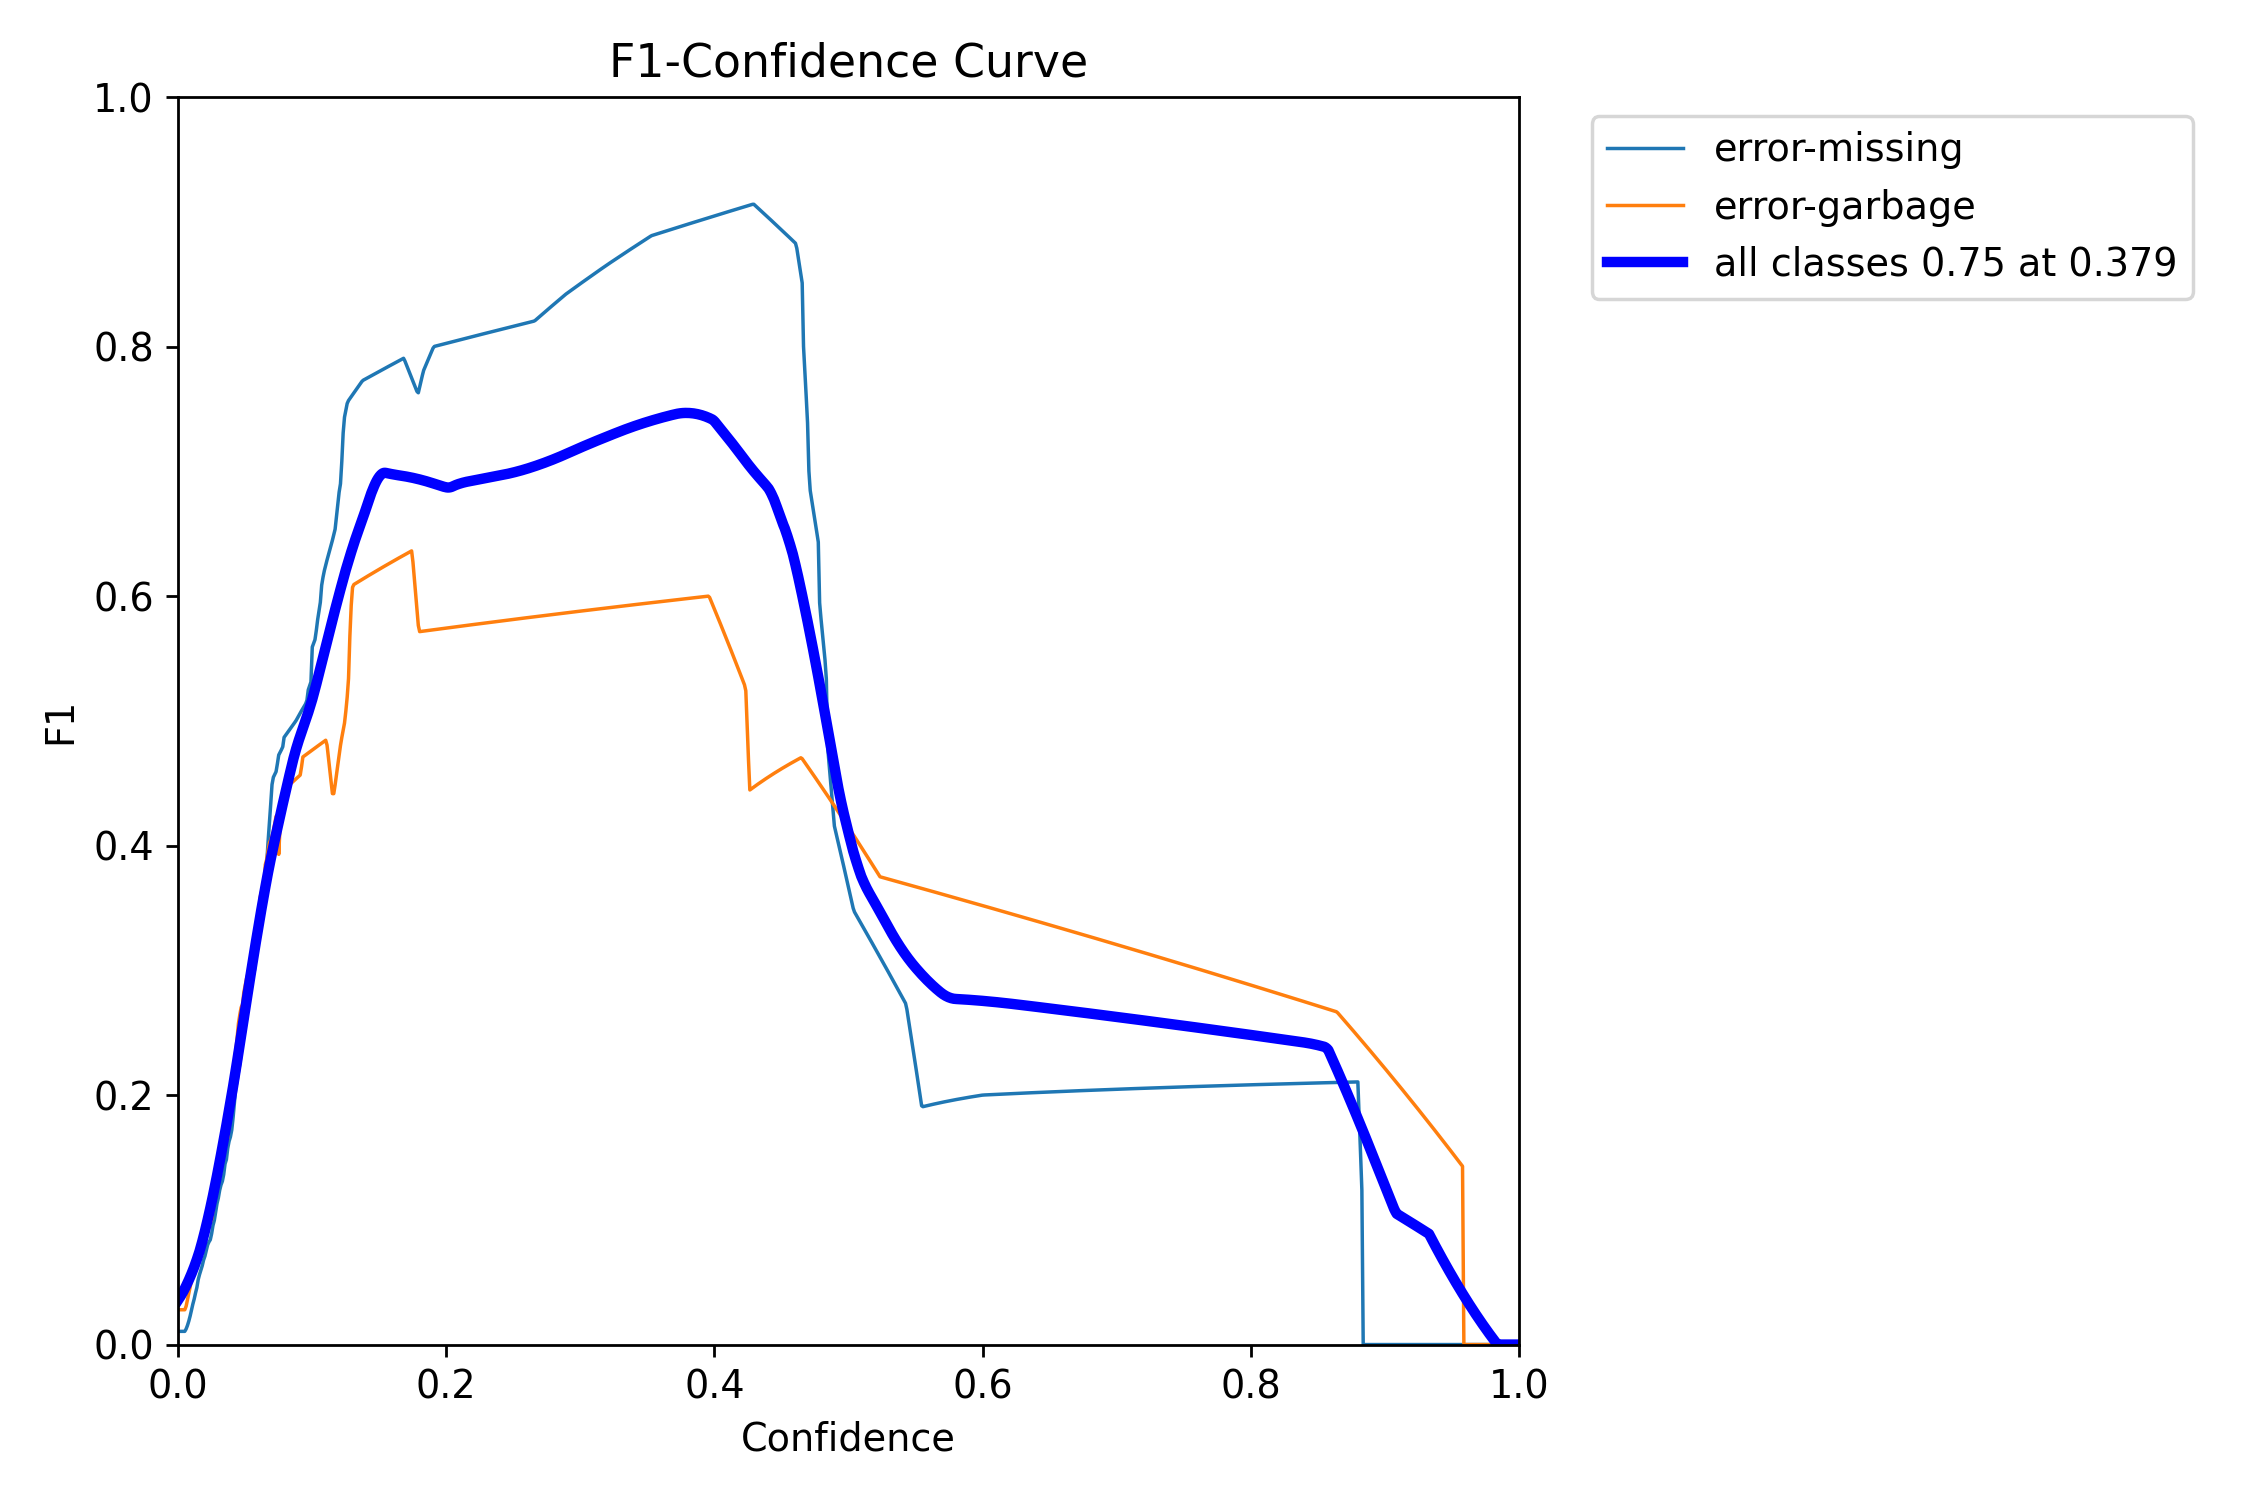 F1-Confidence Curve
1.0
0.8
0.6
0.4
0.2
0.0
F1
0.0 0.2 0.4 0.6 0.8 1.0
Confidence
error-missing
error-garbage
all classes 0.75 at 0.379